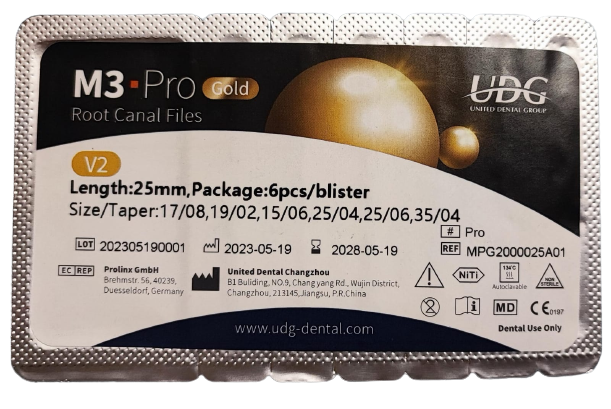 M3·Pro Gold
Root Canal Files
UDG
UNITED DENTAL GROUP
V2
Length:25mm,Package:6pcs/blister
Size/Taper:17/08,19/02,15/06,25/04,25/06,35/04
# Pro
LOT 202305190001 2023-05-19 2028-05-19
REF MPG2000025A01
EC REP Prolinx GmbH
Brehmstr. 56, 40239,
Duesseldorf, Germany
United Dental Changzhou
B1 Buliding, NO.9, Chang yang Rd., Wujin District,
Changzhou, 213145, Jiangsu, P.R.China
NiTi
134°C
Autoclavable
NON STERILE
MD CE 0197
www.udg-dental.com
Dental Use Only